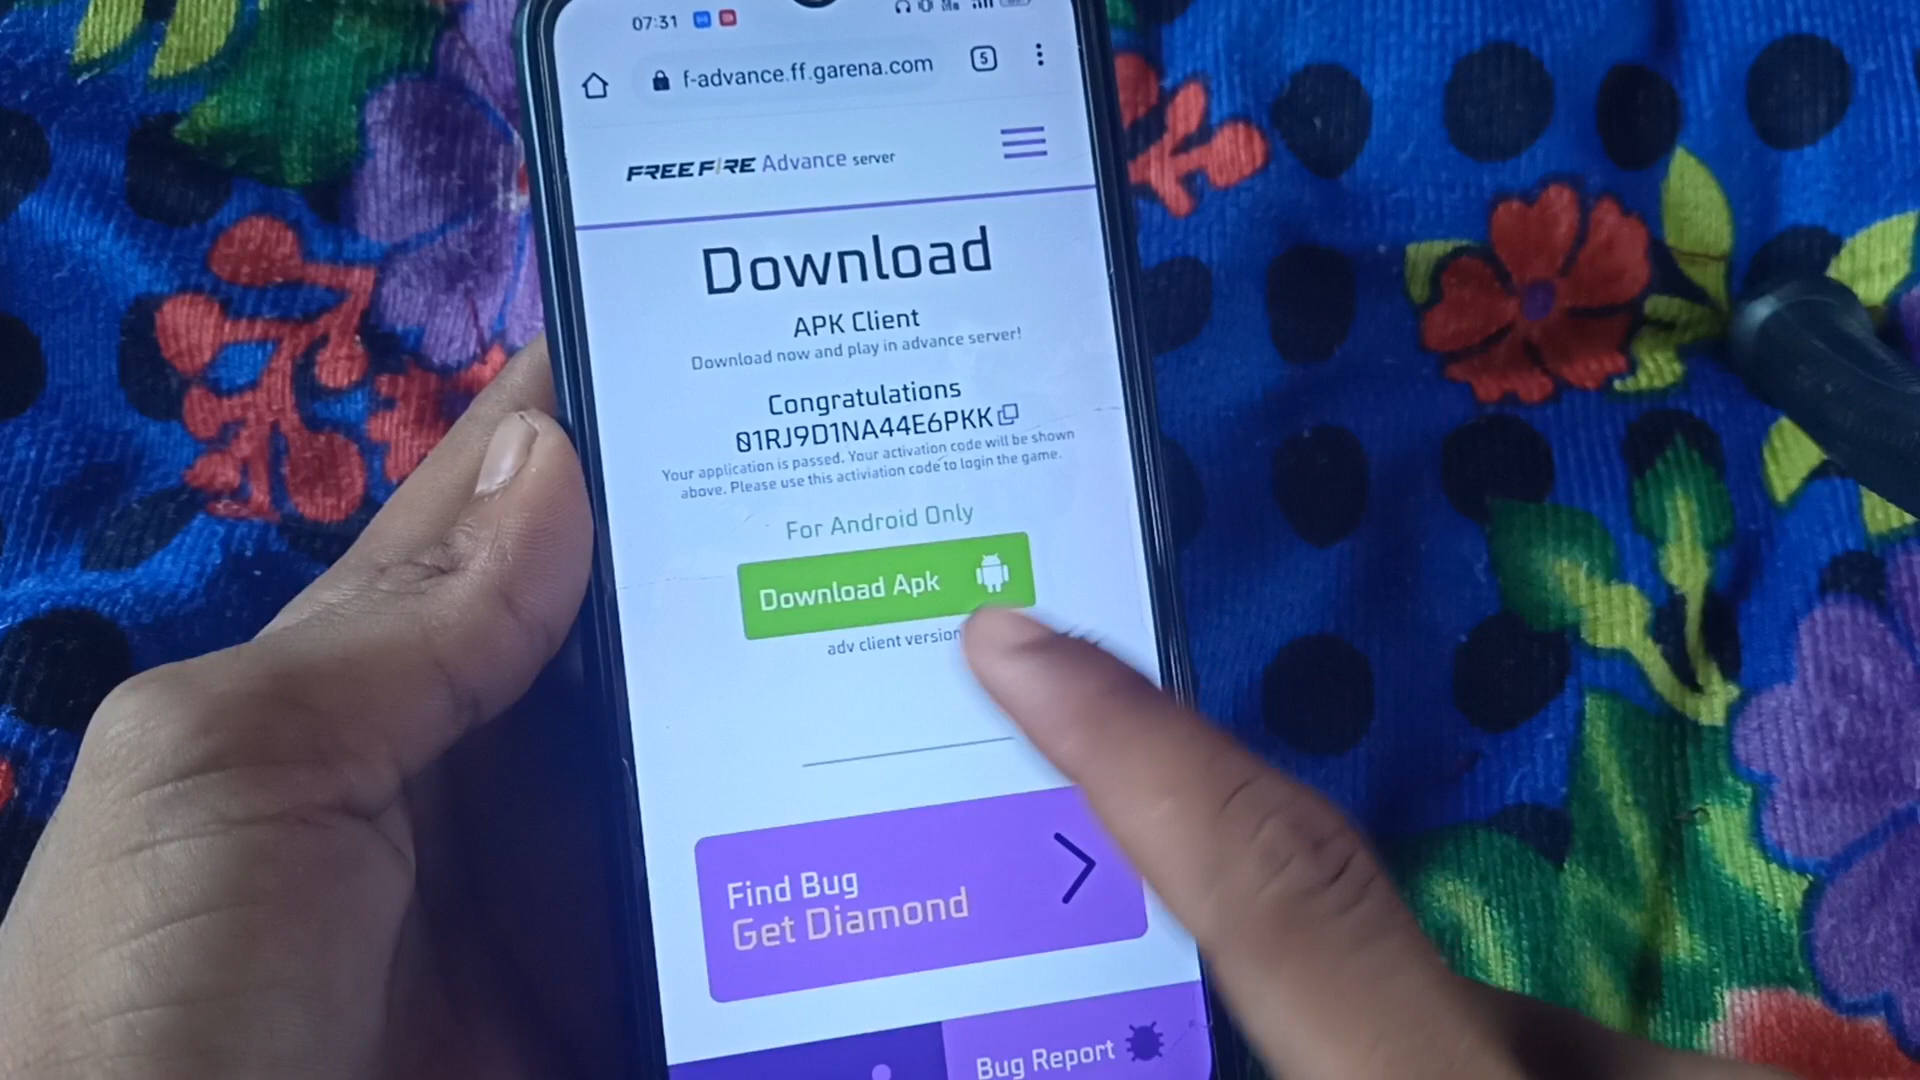 07:31
f-advance.ff.garena.com
5
FREE FIRE Advance server
Download
APK Client
Download now and play in advance server!
Congratulations
01RJ9D1NA44E6PKK
Your application is passed. Your activation code will be shown
above. Please use this activiation code to login the game.
For Android Only
Download Apk
adv client version
Find Bug
Get Diamond
Bug Report